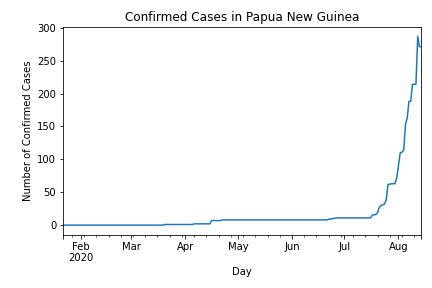 Confirmed Cases in Papua New Guinea
Number of Confirmed Cases
300
250
200
150
100
50
0
Feb Mar Apr May Jun Jul Aug
2020
Day